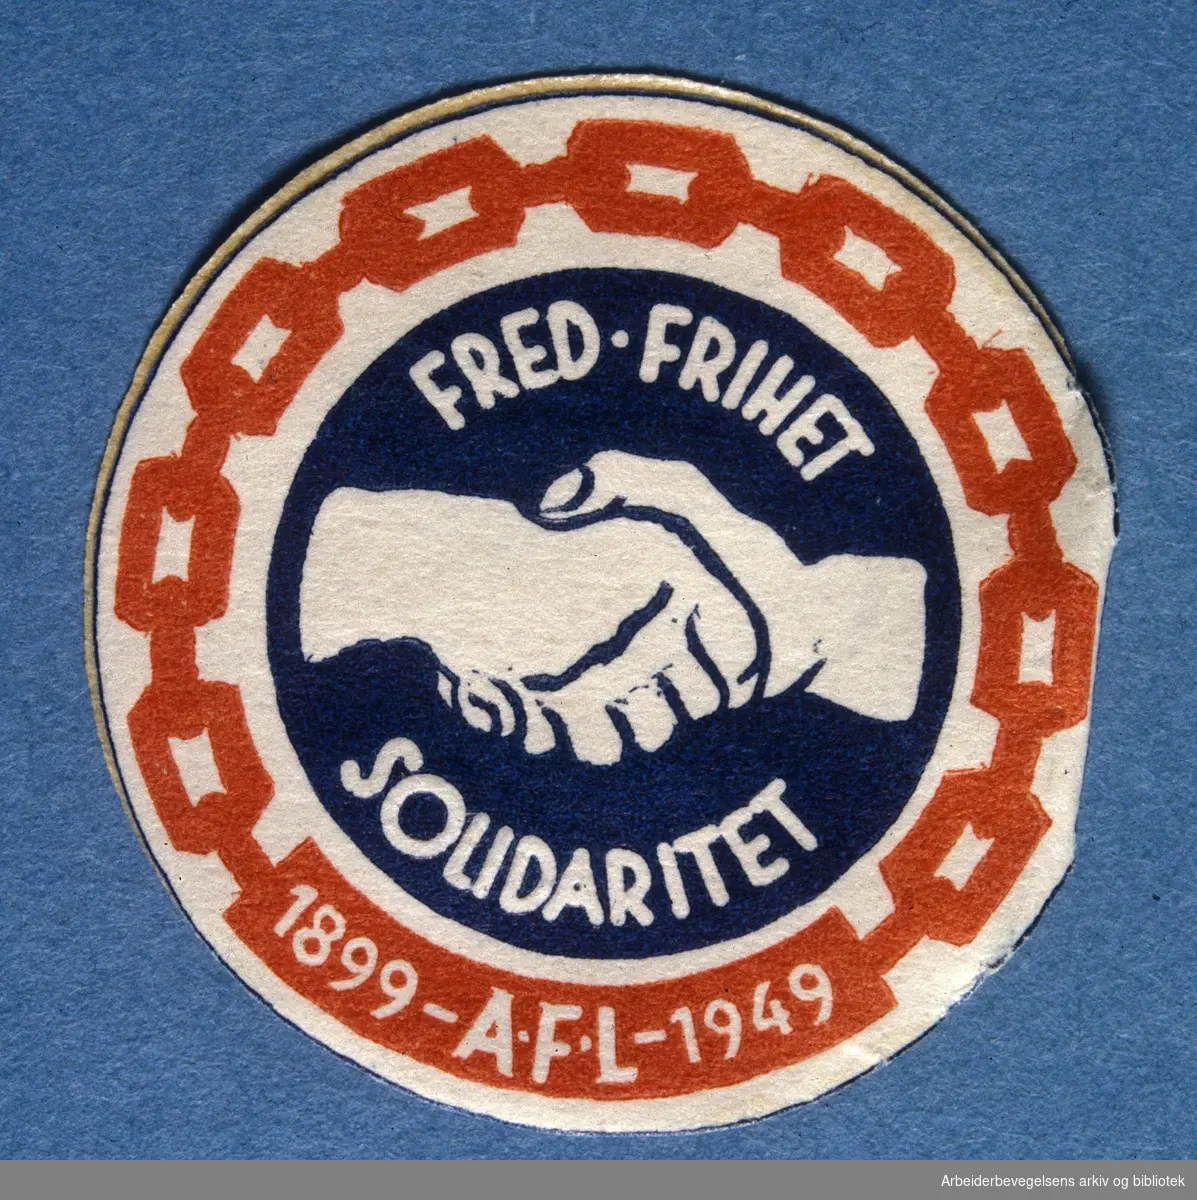 FRED · FRIHET
SOLIDARITET
1899 - A·F·L - 1949
Arbeiderbevegelsens arkiv og bibliotek